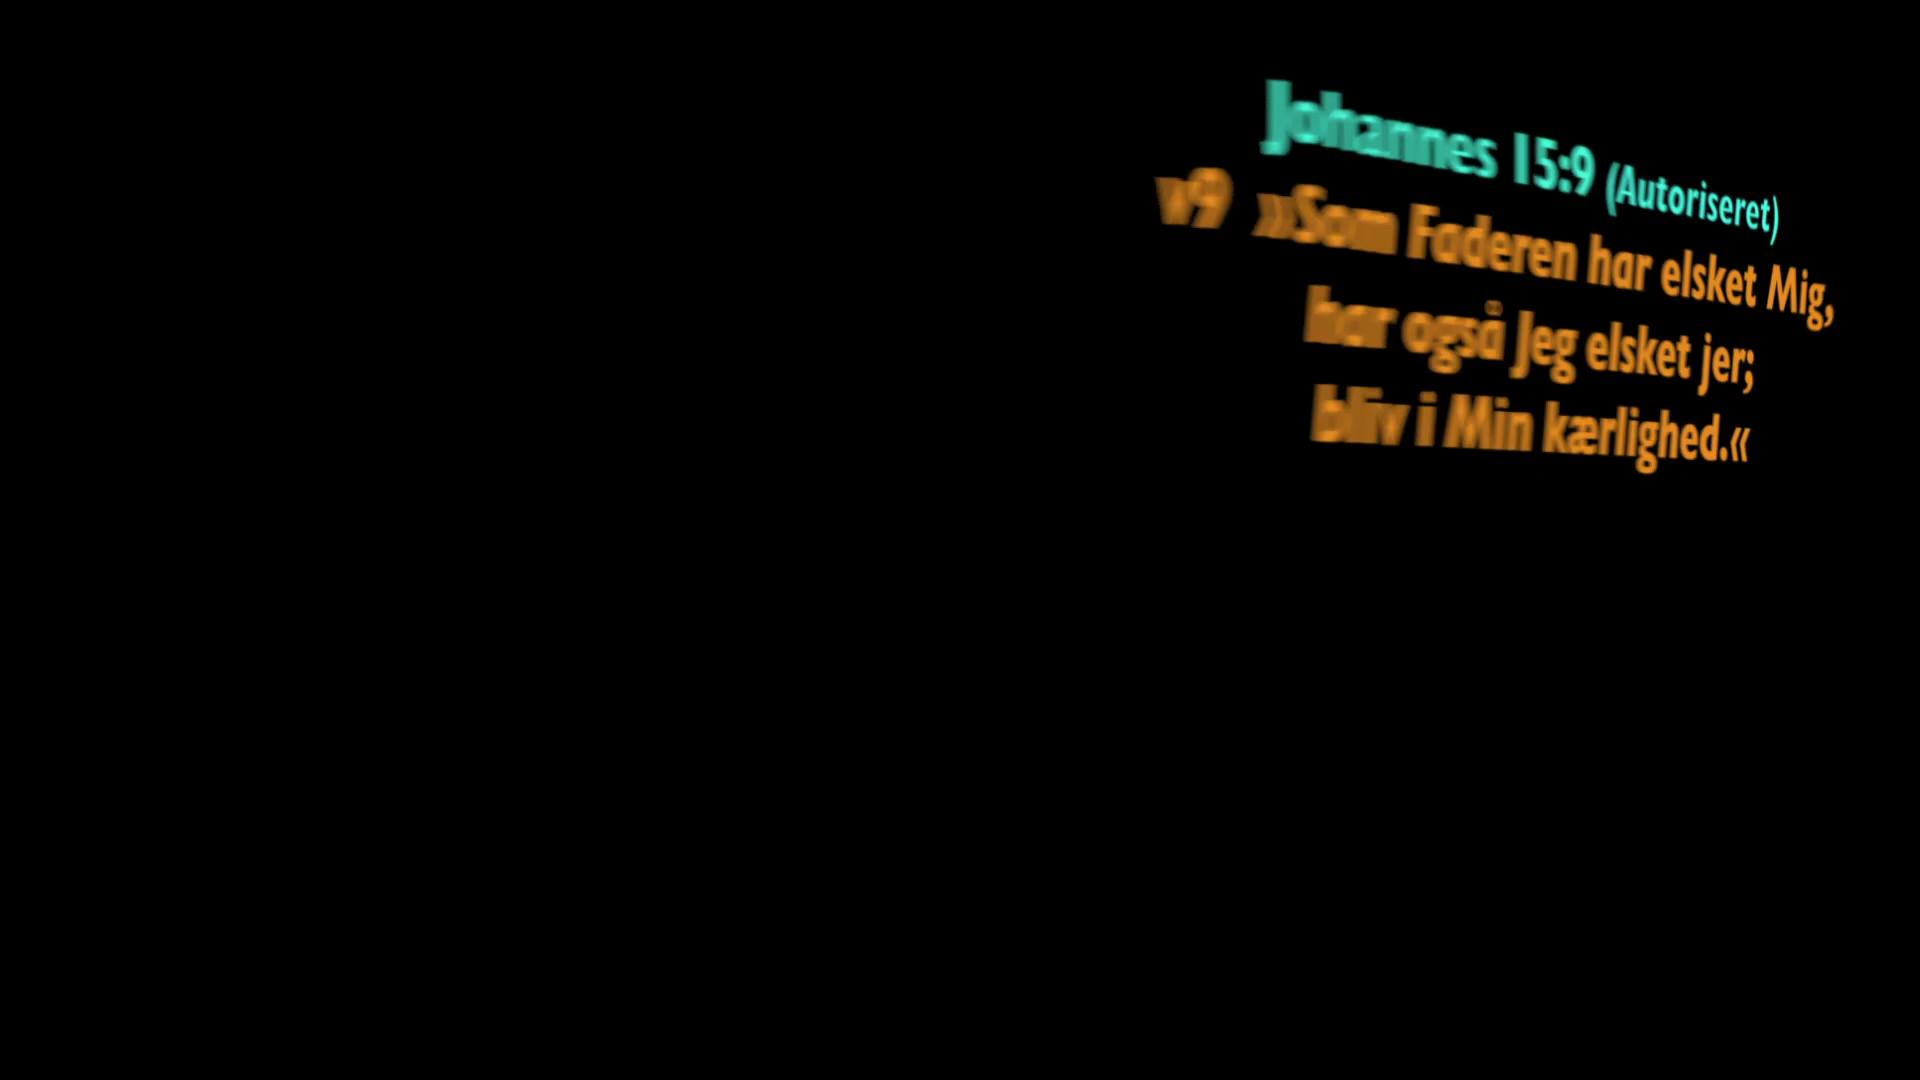 Johannes 15:9 (Autoriseret)
v9 »Som Faderen har elsket Mig,
har også Jeg elsket jer;
bliv i Min kærlighed.«